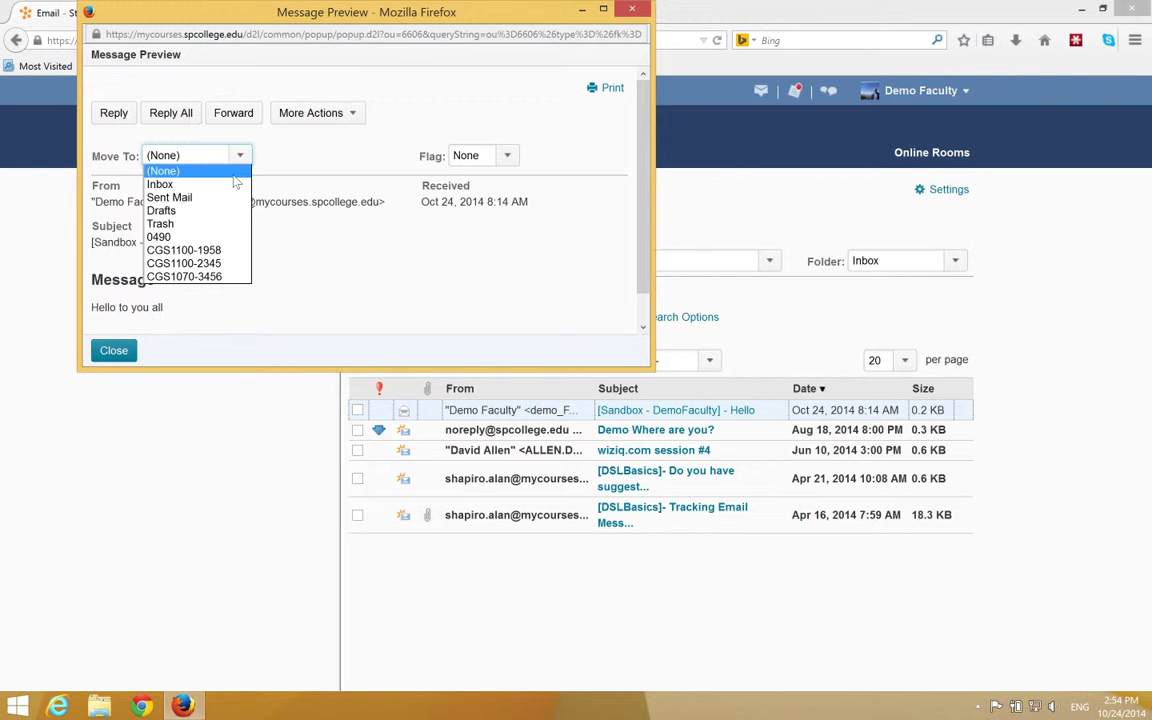 Email - St
Message Preview - Mozilla Firefox
https://mycourses.spcollege.edu/d2l/common/popup/popup.d2l?ou=6606&queryString=ou%3D6606%26type%3D%26fk%3D
https:
Bing
Most Visited
Message Preview
Print
Demo Faculty
Reply
Reply All
Forward
More Actions
Online Rooms
Move To: (None)
Flag: None
(None)
Inbox
Sent Mail
Drafts
Trash
0490
CGS1100-1958
CGS1100-2345
CGS1070-3456
Settings
From
Received
"Demo Fac
@mycourses.spcollege.edu>
Oct 24, 2014 8:14 AM
Subject
[Sandbox -
Folder: Inbox
Message
Hello to you all
earch Options
Close
20 per page
From Subject Date Size
"Demo Faculty" <demo_F... [Sandbox - DemoFaculty] - Hello Oct 24, 2014 8:14 AM 0.2 KB
noreply@spcollege.edu ... Demo Where are you? Aug 18, 2014 8:00 PM 0.3 KB
"David Allen" <ALLEN.D... wiziq.com session #4 Jun 10, 2014 3:00 PM 0.6 KB
shapiro.alan@mycourses... [DSLBasics]- Do you have Apr 21, 2014 10:08 AM 0.6 KB
suggest...
shapiro.alan@mycourses... [DSLBasics]- Tracking Email Apr 16, 2014 7:59 AM 18.3 KB
Mess...
ENG
2:54 PM
10/24/2014